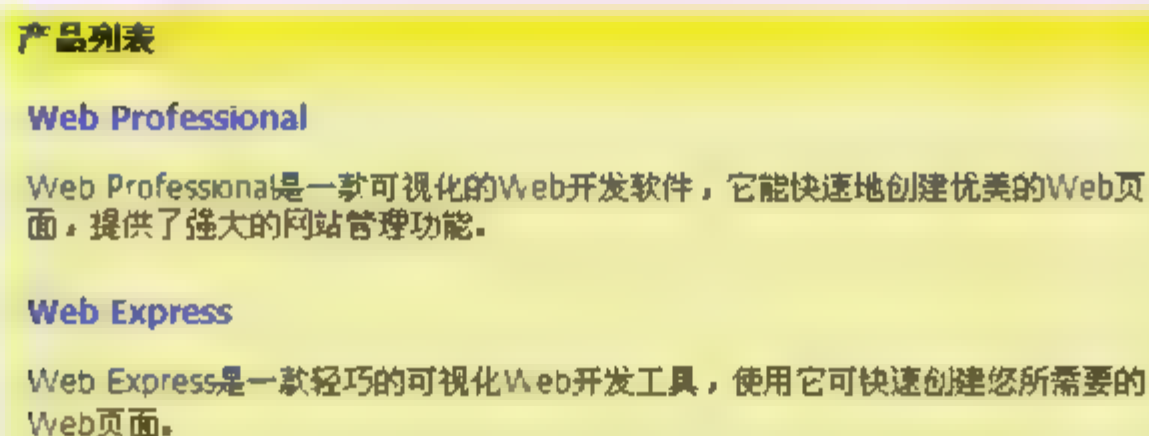 产品列表
Web Professional
Web Professional是一款可视化的Web开发软件，它能快速地创建优美的Web页
面，提供了强大的网站管理功能。
Web Express
Web Express是一款轻巧的可视化Web开发工具，使用它可快速创建您所需要的
Web页面。